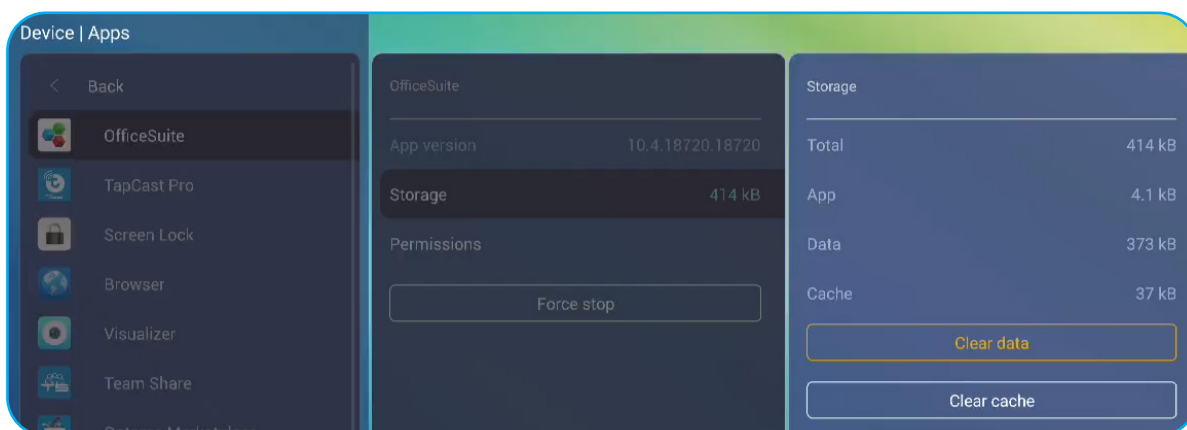 Device | Apps
Back
OfficeSuite
TapCast Pro
Screen Lock
Browser
Visualizer
Team Share
OfficeSuite
App version 10.4.18720.18720
Storage 414 kB
Permissions
Force stop
Storage
Total 414 kB
App 4.1 kB
Data 373 kB
Cache 37 kB
Clear data
Clear cache